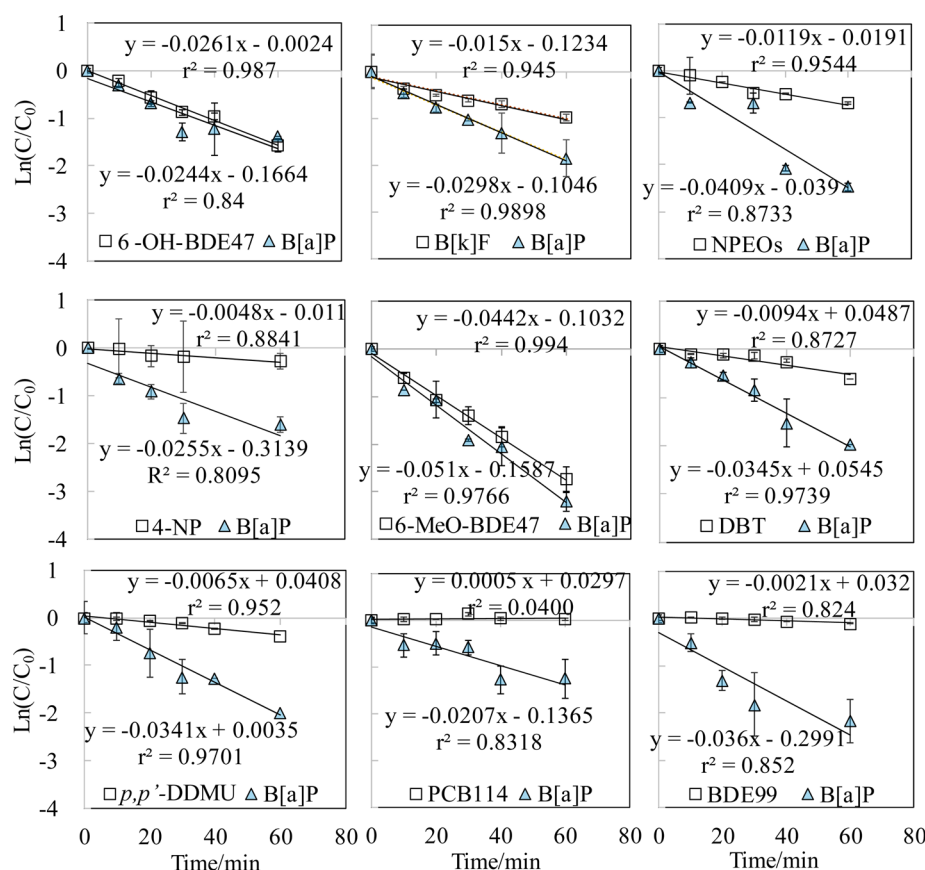 1
0
-1
-2
-3
-4
Ln(C/C₀)
y = -0.0261x - 0.0024
r² = 0.987
y = -0.0244x - 0.1664
r² = 0.84
6 -OH-BDE47 B[a]P
y = -0.015x - 0.1234
r² = 0.945
y = -0.0298x - 0.1046
r² = 0.9898
B[k]F B[a]P
y = -0.0119x - 0.0191
r² = 0.9544
y = -0.0409x - 0.039
r² = 0.8733
NPEOs B[a]P
1
0
-1
-2
-3
-4
Ln(C/C₀)
y = -0.0048x - 0.011
r² = 0.8841
y = -0.0255x - 0.3139
R² = 0.8095
4-NP B[a]P
y = -0.0442x - 0.1032
r² = 0.994
y = -0.051x - 0.1587
r² = 0.9766
6-MeO-BDE47 B[a]P
y = -0.0094x + 0.0487
r² = 0.8727
y = -0.0345x + 0.0545
r² = 0.9739
DBT B[a]P
1
0
-1
-2
-3
-4
Ln(C/C₀)
y = -0.0065x + 0.0408
r² = 0.952
y = -0.0341x + 0.0035
r² = 0.9701
p,p'-DDMU B[a]P
0 20 40 60 80
Time/min
y = 0.0005x + 0.0297
r² = 0.0400
y = -0.0207x - 0.1365
r² = 0.8318
PCB114 B[a]P
0 20 40 60 80
Time/min
y = -0.0021x + 0.032
r² = 0.824
y = -0.036x - 0.2991
r² = 0.852
BDE99 B[a]P
0 20 40 60 80
Time/min